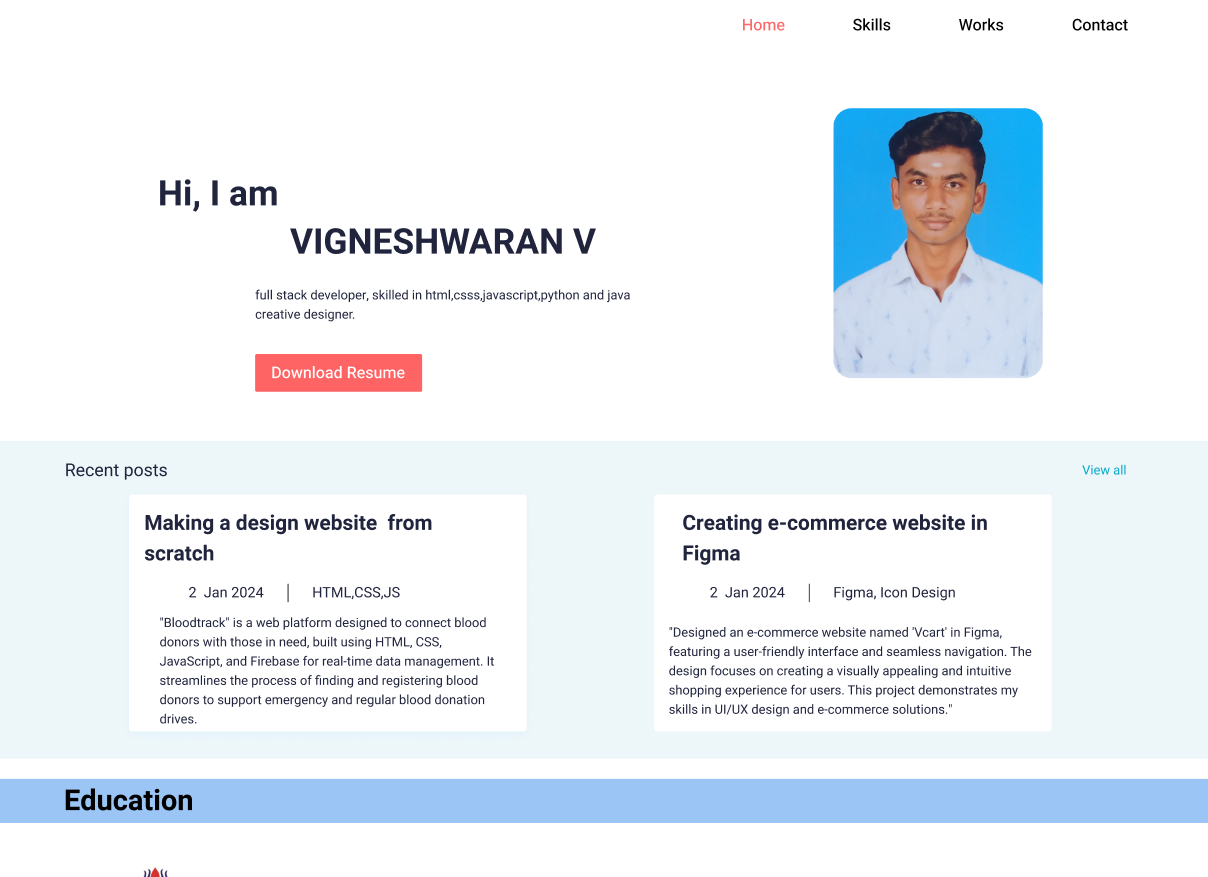 Home Skills Works Contact
Hi, I am
VIGNESHWARAN V
full stack developer, skilled in html,csss,javascript,python and java
creative designer.
Download Resume
Recent posts
View all
Making a design website  from
scratch
2  Jan 2024 | HTML,CSS,JS
"Bloodtrack" is a web platform designed to connect blood
donors with those in need, built using HTML, CSS,
JavaScript, and Firebase for real-time data management. It
streamlines the process of finding and registering blood
donors to support emergency and regular blood donation
drives.
Creating e-commerce website in
Figma
2  Jan 2024 | Figma, Icon Design
"Designed an e-commerce website named 'Vcart' in Figma,
featuring a user-friendly interface and seamless navigation. The
design focuses on creating a visually appealing and intuitive
shopping experience for users. This project demonstrates my
skills in UI/UX design and e-commerce solutions."
Education